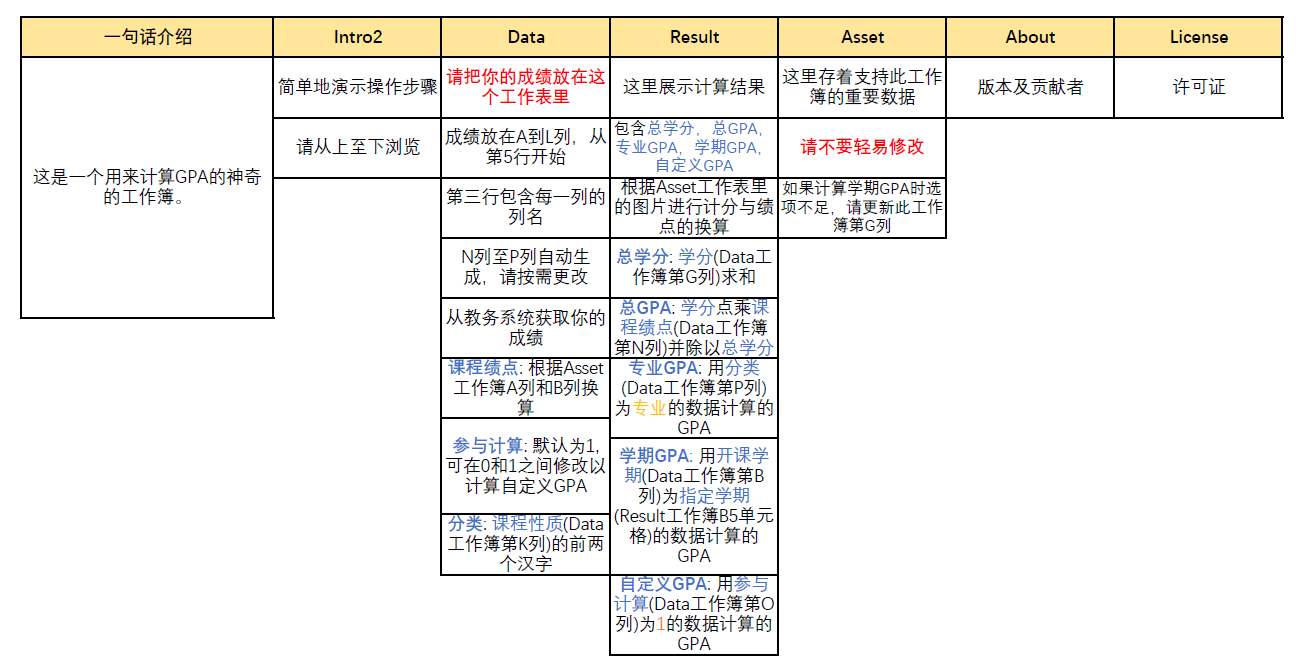 一句话介绍
Intro2
Data
Result
Asset
About
License
这是一个用来计算GPA的神奇
的工作簿。
简单地演示操作步骤
请从上至下浏览
请把你的成绩放在这
个工作表里
成绩放在A到L列，从
第5行开始
第三行包含每一列的
列名
N列至P列自动生
成，请按需更改
从教务系统获取你的
成绩
课程绩点: 根据Asset
工作簿A列和B列换
算
参与计算: 默认为1,
可在0和1之间修改以
计算自定义GPA
分类: 课程性质(Data
工作簿第K列)的前两
个汉字
这里展示计算结果
包含总学分，总GPA，
专业GPA，学期GPA，
自定义GPA
根据Asset工作表里
的图片进行计分与绩
点的换算
总学分: 学分(Data工
作簿第G列)求和
总GPA: 学分点乘课
程绩点(Data工作簿
第N列)并除以总学分
专业GPA: 用分类
(Data工作簿第P列)
为专业的数据计算的
GPA
学期GPA: 用开课学
期(Data工作簿第B
列)为指定学期
(Result工作簿B5单元
格)的数据计算的
GPA
自定义GPA: 用参与
计算(Data工作簿第O
列)为1的数据计算的
GPA
这里存着支持此工作
簿的重要数据
请不要轻易修改
如果计算学期GPA时选
项不足，请更新此工作
簿第G列
版本及贡献者
许可证